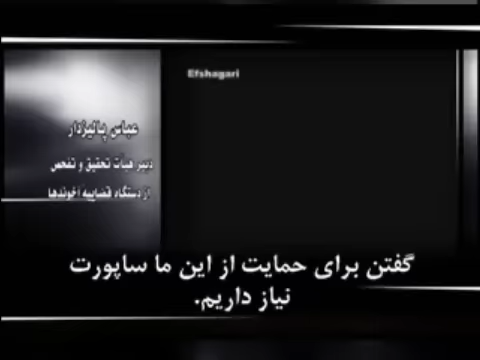 Efshagari
عباس پالیزدار
دبیر هیأت تحقیق و تفحص
از دستگاه قضاییه آخوندها
گفتن برای حمایت از این ما ساپورت
نیاز داریم.